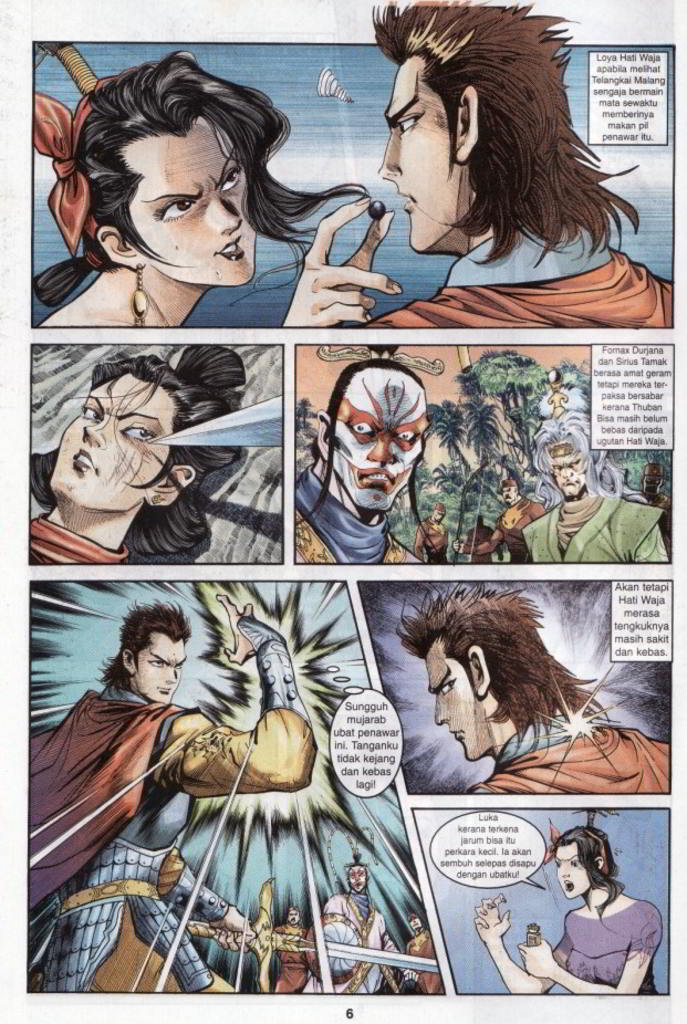 Loya Hati Waja
apabila melihat
Telangkai Malang
sengaja bermain
mata sewaktu
memberinya
makan pil
penawar itu.
Fomax Durjana
dan Sirius Tamak
berasa amat geram
tetapi mereka ter-
paksa bersabar
kerana Thuban
Bisa masih belum
bebas daripada
ugutan Hati Waja.
Sungguh
mujarab
ubat penawar
ini. Tanganku
tidak kejang
dan kebas
lagi!
Akan tetapi
Hati Waja
merasa
tengkuknya
masih sakit
dan kebas.
Luka
kerana terkena
jarum bisa itu
perkara kecil. Ia akan
sembuh selepas disapu
dengan ubatku!
6